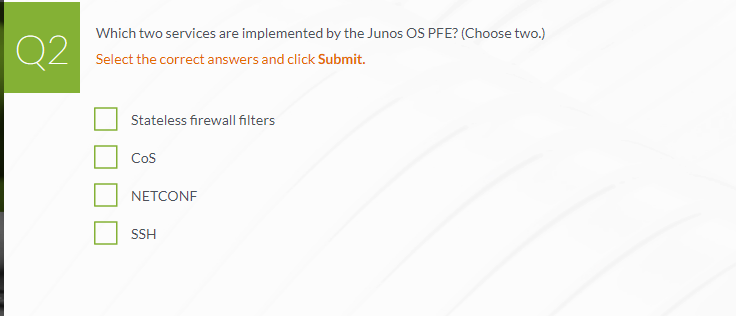 Q2
Which two services are implemented by the Junos OS PFE? (Choose two.)
Select the correct answers and click Submit.
Stateless firewall filters
CoS
NETCONF
SSH